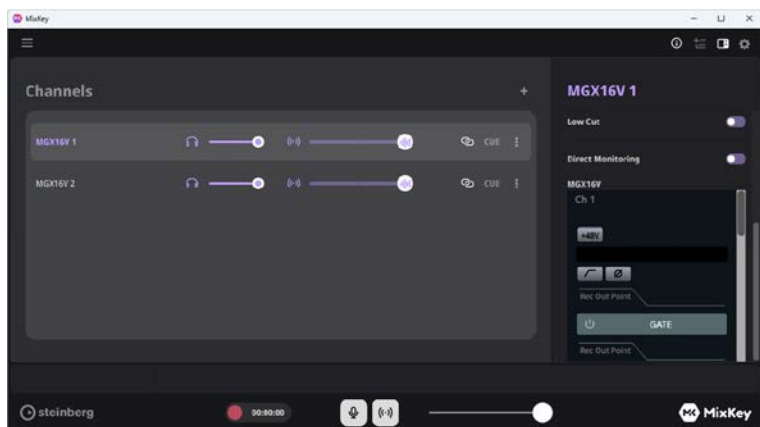 MixKey
Channels
+
MGX16V 1
Low Cut
MGX16V 1
CUE
Direct Monitoring
MGX16V 2
CUE
MGX16V
Ch 1
+48V
Ø
Rec Out Point
GATE
Rec Out Point
steinberg
00:00:00
MK MixKey